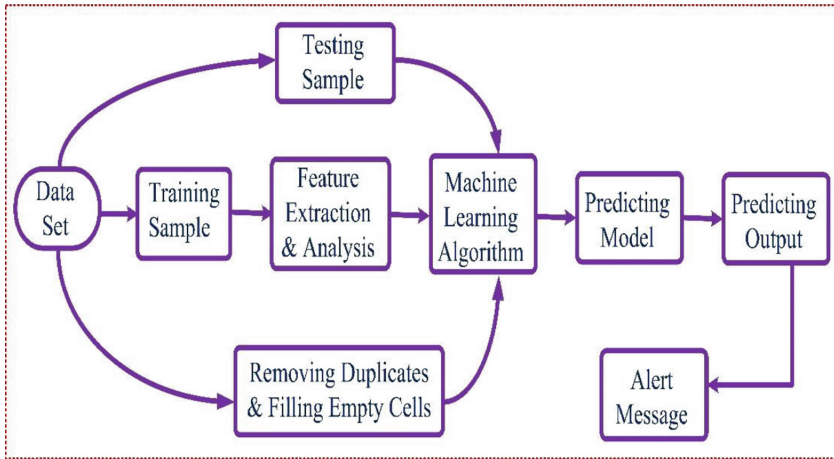 Testing
Sample
Data
Set
Training
Sample
Feature
Extraction
& Analysis
Machine
Learning
Algorithm
Predicting
Model
Predicting
Output
Removing Duplicates
& Filling Empty Cells
Alert
Message